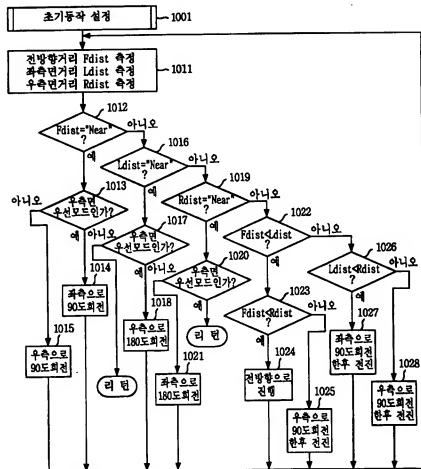 초기동작 설정
1001
전방향거리 Fdist 측정
좌측면거리 Ldist 측정
우측면거리 Rdist 측정
1011
1012
Fdist="Near"
?
아니오
예
1016
Ldist="Near"
?
아니오
예
1019
Rdist="Near"
?
아니오
예
1022
Fdist<Ldist
?
아니오
예
1026
Ldist<Rdist
?
아니오
예
1013
우측면
우선모드인가?
아니오
예
1017
우측면
우선모드인가?
아니오
예
1020
우측면
우선모드인가?
아니오
예
1023
Fdist<Rdist
?
아니오
예
1014
좌측으로
90도회전
1015
우측으로
90도회전
리 턴
1018
우측으로
180도회전
리 턴
1021
좌측으로
180도회전
1024
전방향으로
진행
1025
우측으로
90도회전
한후 전진
1027
좌측으로
90도회전
한후 전진
1028
우측으로
90도회전
한후 전진